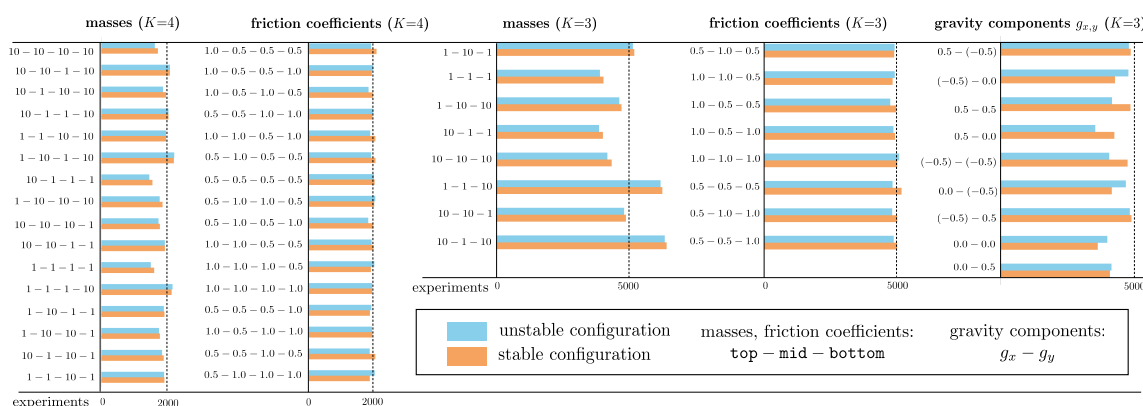 masses (K=4)
10 − 10 − 10 − 10
10 − 10 − 1 − 10
10 − 1 − 10 − 10
10 − 1 − 1 − 10
1 − 1 − 10 − 10
1 − 10 − 1 − 10
10 − 1 − 1 − 1
1 − 10 − 10 − 10
10 − 10 − 10 − 1
10 − 10 − 1 − 1
1 − 1 − 1 − 1
1 − 1 − 1 − 10
1 − 10 − 1 − 1
1 − 10 − 10 − 1
10 − 1 − 10 − 1
1 − 1 − 10 − 1
experiments
0
2000
friction coefficients (K=4)
1.0 − 0.5 − 0.5 − 0.5
1.0 − 0.5 − 0.5 − 1.0
1.0 − 0.5 − 1.0 − 0.5
0.5 − 0.5 − 1.0 − 1.0
1.0 − 0.5 − 1.0 − 1.0
0.5 − 1.0 − 0.5 − 0.5
0.5 − 1.0 − 1.0 − 0.5
0.5 − 1.0 − 0.5 − 1.0
0.5 − 0.5 − 0.5 − 1.0
1.0 − 1.0 − 0.5 − 0.5
1.0 − 1.0 − 1.0 − 0.5
1.0 − 1.0 − 1.0 − 1.0
0.5 − 0.5 − 0.5 − 0.5
1.0 − 1.0 − 0.5 − 1.0
0.5 − 0.5 − 1.0 − 0.5
0.5 − 1.0 − 1.0 − 1.0
0
2000
masses (K=3)
1 − 10 − 1
1 − 1 − 1
1 − 10 − 10
10 − 1 − 1
10 − 10 − 10
1 − 1 − 10
10 − 10 − 1
10 − 1 − 10
experiments
0
5000
friction coefficients (K=3)
0.5 − 1.0 − 0.5
1.0 − 1.0 − 0.5
1.0 − 0.5 − 0.5
1.0 − 0.5 − 1.0
1.0 − 1.0 − 1.0
0.5 − 0.5 − 0.5
0.5 − 1.0 − 1.0
0.5 − 0.5 − 1.0
0
5000
gravity components gx,y (K=3)
0.5 − (−0.5)
(−0.5) − 0.0
0.5 − 0.5
0.5 − 0.0
(−0.5) − (−0.5)
0.0 − (−0.5)
(−0.5) − 0.5
0.0 − 0.0
0.0 − 0.5
0
5000
unstable configuration
stable configuration
masses, friction coefficients:
top − mid − bottom
gravity components:
gx − gy